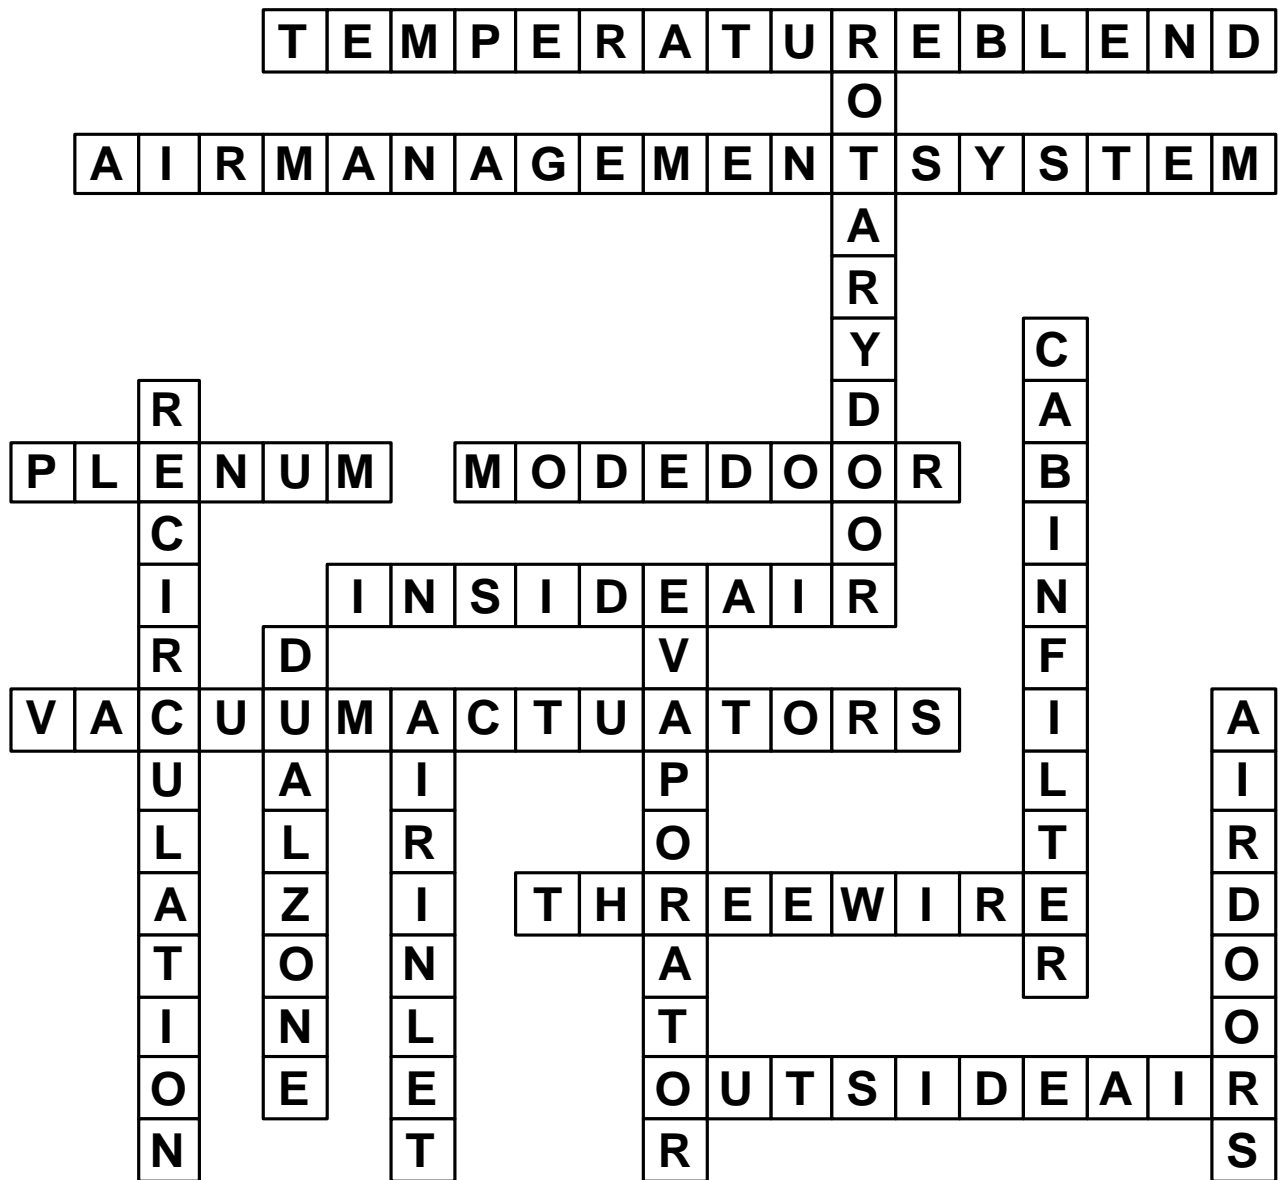 TEMPERATUREBLEND
O
AIRMANAGEMENTSYSTEM
A
R
Y C
R D A
PLENUM MODEDOOR B
C O I
I INSIDEAIR N
R D V F
VACUUMACTUATORS I A
U A I P L I
L L R O T R
A Z I THREEWIRE D
T O N A R O
I N L T O
O E E OUTSIDEAIR
N T R S